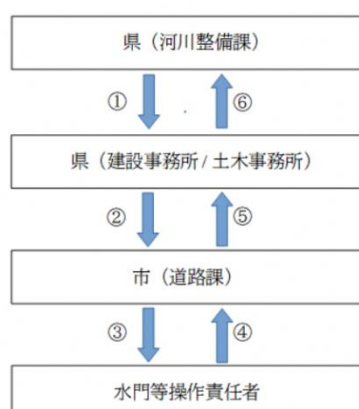 県（河川整備課）
① ⑥
県（建設事務所 / 土木事務所）
② ⑤
市（道路課）
③ ④
水門等操作責任者